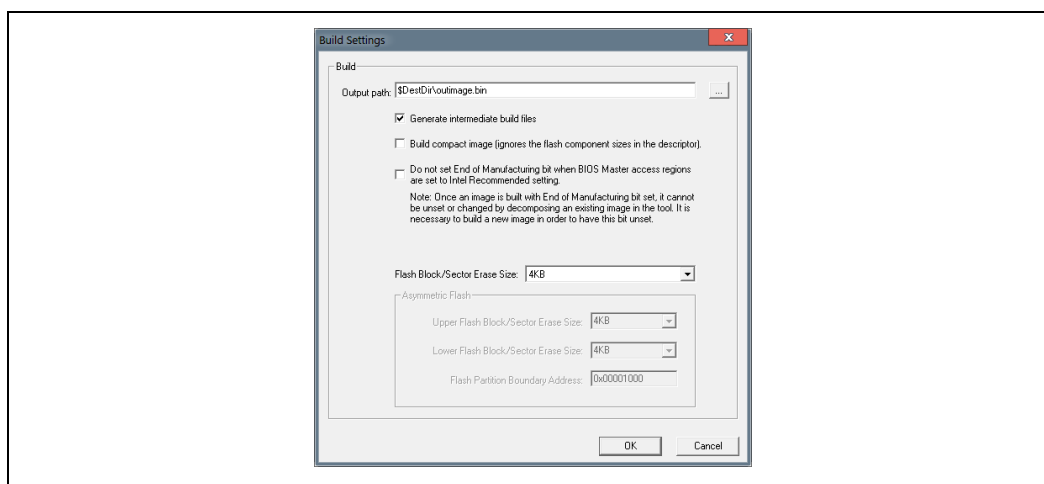 Build Settings
x
Build
Output path: $DestDir\outimage.bin ...
Generate intermediate build files
Build compact image (ignores the flash component sizes in the descriptor).
Do not set End of Manufacturing bit when BIOS Master access regions
are set to Intel Recommended setting.
Note: Once an image is built with End of Manufacturing bit set, it cannot
be unset or changed by decomposing an existing image in the tool. It is
necessary to build a new image in order to have this bit unset.
Flash Block/Sector Erase Size: 4KB
Asymmetric Flash
Upper Flash Block/Sector Erase Size: 4KB
Lower Flash Block/Sector Erase Size: 4KB
Flash Partition Boundary Address: 0x00001000
OK Cancel